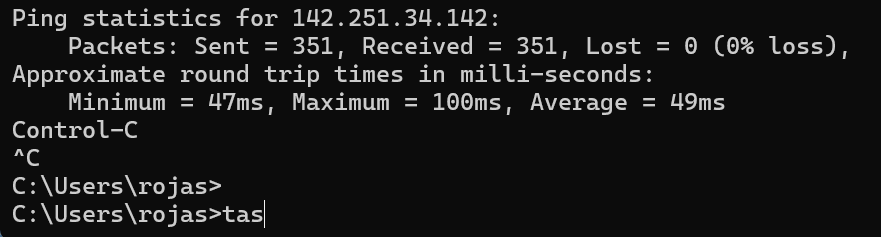 Ping statistics for 142.251.34.142:
    Packets: Sent = 351, Received = 351, Lost = 0 (0% loss),
Approximate round trip times in milli-seconds:
    Minimum = 47ms, Maximum = 100ms, Average = 49ms
Control-C
^C
C:\Users\rojas>
C:\Users\rojas>tas